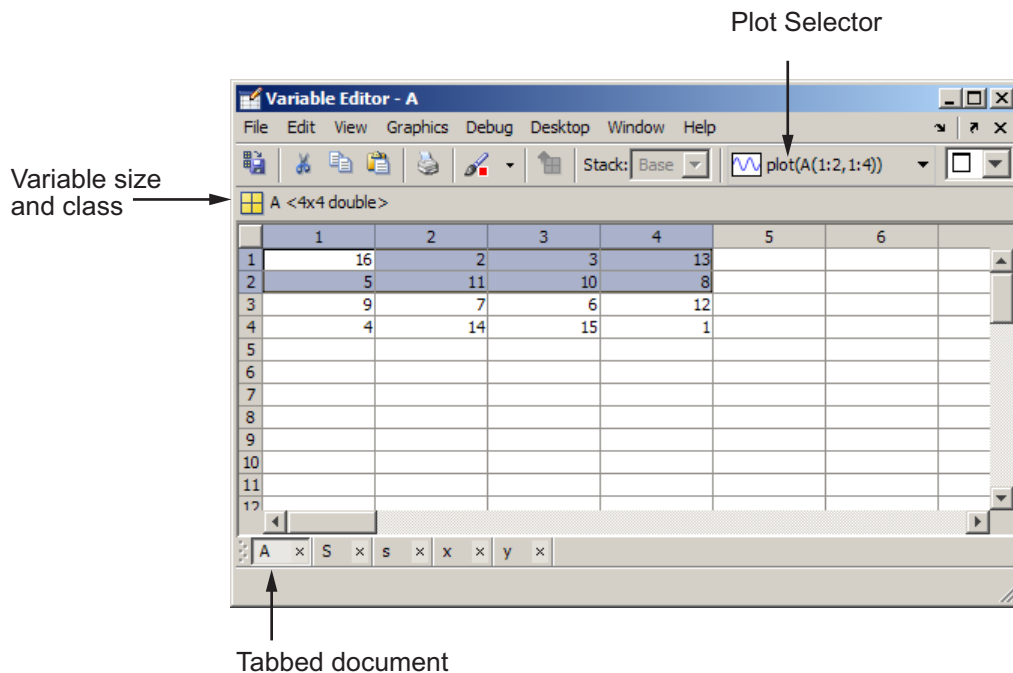 Plot Selector
Variable Editor - A
File Edit View Graphics Debug Desktop Window Help
Stack: Base plot(A(1:2,1:4))
Variable size
and class
A <4x4 double>
1 2 3 4 5 6
1 16 2 3 13
2 5 11 10 8
3 9 7 6 12
4 4 14 15 1
5
6
7
8
9
10
11
12
A S s x y
Tabbed document